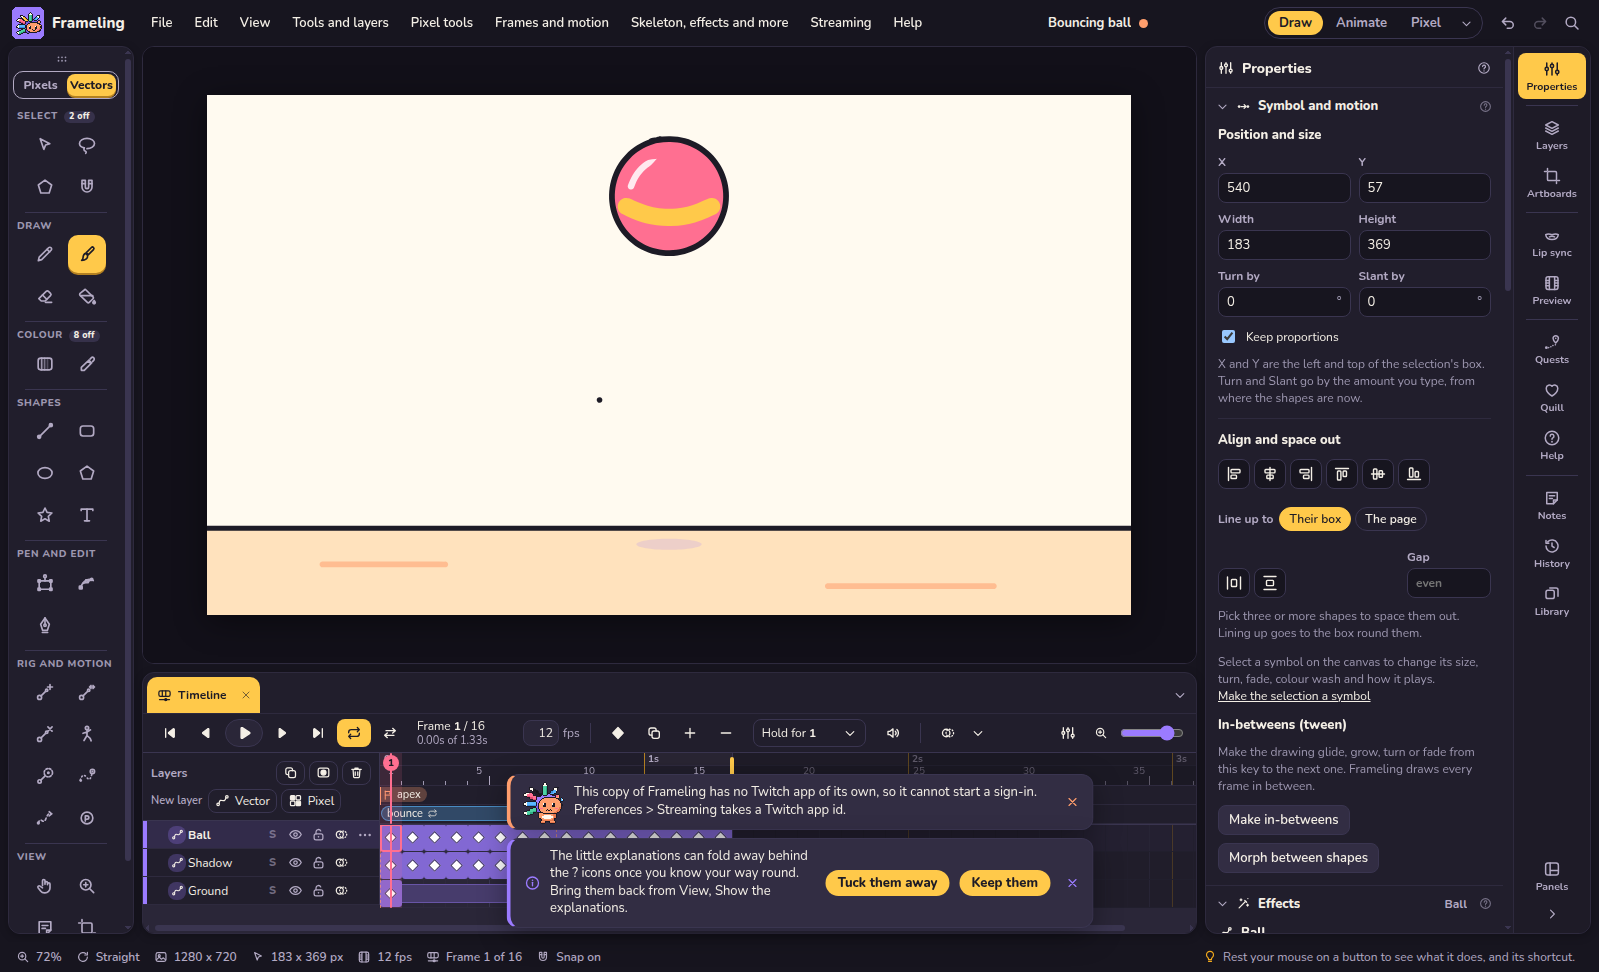 Frameling
File Edit View Tools and layers Pixel tools Frames and motion Skeleton, effects and more Streaming Help
Bouncing ball
Draw Animate Pixel
Pixels Vectors
SELECT 2 off
DRAW
COLOUR 8 off
SHAPES
PEN AND EDIT
RIG AND MOTION
VIEW
Properties
Symbol and motion
Position and size
X Y
540 57
Width Height
183 369
Turn by Slant by
0 ° 0 °
Keep proportions
X and Y are the left and top of the selection's box.
Turn and Slant go by the amount you type, from
where the shapes are now.
Align and space out
Line up to Their box The page
Gap
even
Pick three or more shapes to space them out.
Lining up goes to the box round them.
Select a symbol on the canvas to change its size,
turn, fade, colour wash and how it plays.
Make the selection a symbol
In-betweens (tween)
Make the drawing glide, grow, turn or fade from
this key to the next one. Frameling draws every
frame in between.
Make in-betweens
Morph between shapes
Effects Ball
Ball
Properties
Layers
Artboards
Lip sync
Preview
Quests
Quill
Help
Notes
History
Library
Panels
Timeline
Frame 1 / 16
0.00s of 1.33s
12 fps
Hold for 1
Layers
New layer Vector Pixel
1 5 10 1s 15 20 2s 25 30 35 3s
apex
bounce
Ball S
Shadow S
Ground S
This copy of Frameling has no Twitch app of its own, so it cannot start a sign-in.
Preferences > Streaming takes a Twitch app id.
The little explanations can fold away behind
the ? icons once you know your way round.
Bring them back from View, Show the
explanations.
Tuck them away Keep them
72% Straight 1280 x 720 183 x 369 px 12 fps Frame 1 of 16 Snap on
Rest your mouse on a button to see what it does, and its shortcut.